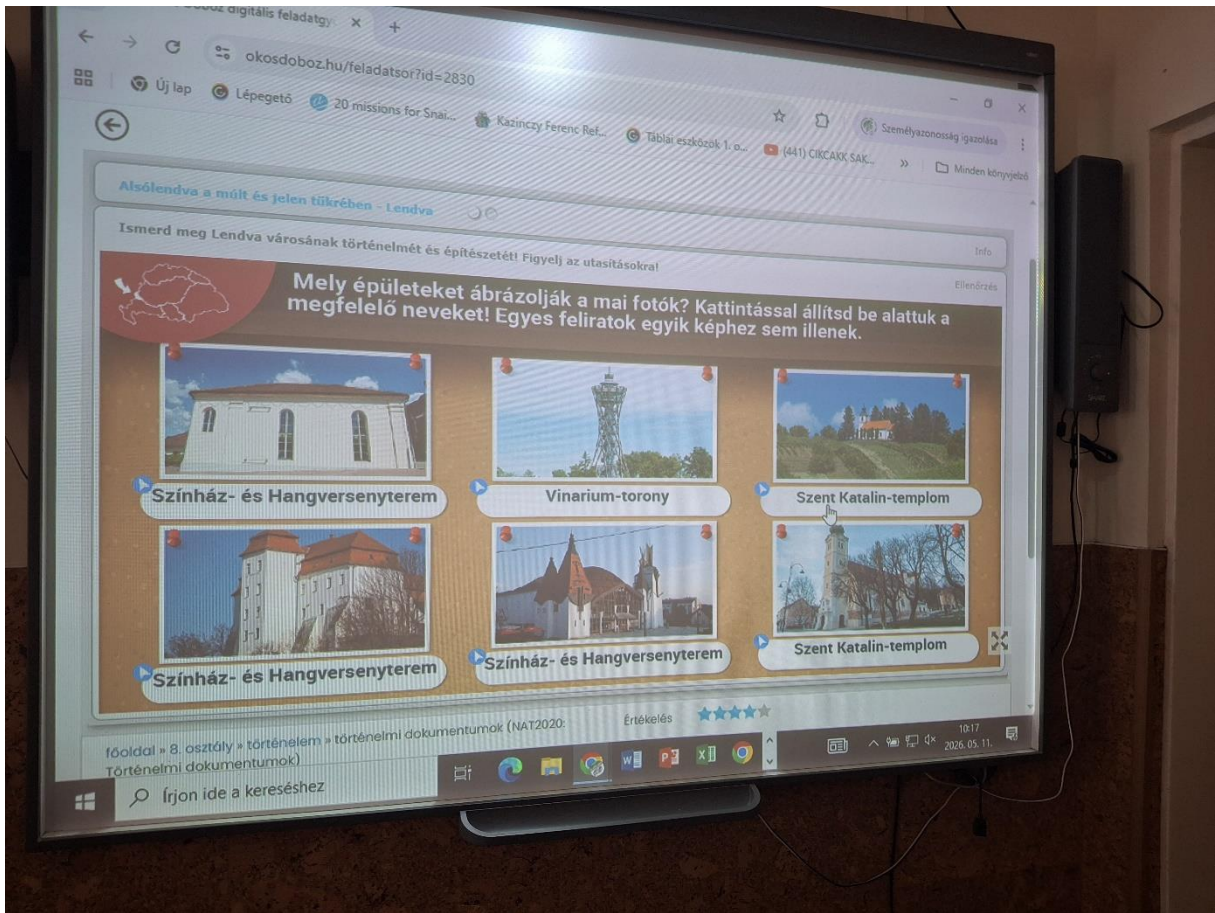 digitális feladatgy
okosdoboz.hu/feladatsor?id=2830
Új lap
Lépegető
20 missions for Snai...
Kazinczy Ferenc Ref...
Táblai eszközök 1. o...
(441) CIKCAKK SAK...
Minden könyvjelző
Személyazonosság igazolása
Alsólendva a múlt és jelen tükrében - Lendva
Ismerd meg Lendva városának történelmét és építészetét! Figyelj az utasításokra!
Info
Ellenőrzés
Mely épületeket ábrázolják a mai fotók? Kattintással állítsd be alattuk a
megfelelő neveket! Egyes feliratok egyik képhez sem illenek.
Színház- és Hangversenyterem
Vinarium-torony
Szent Katalin-templom
Színház- és Hangversenyterem
Színház- és Hangversenyterem
Szent Katalin-templom
főoldal » 8. osztály » történelem » történelmi dokumentumok (NAT2020:
Történelmi dokumentumok)
Értékelés
Írjon ide a kereséshez
10:17
2026. 05. 11.